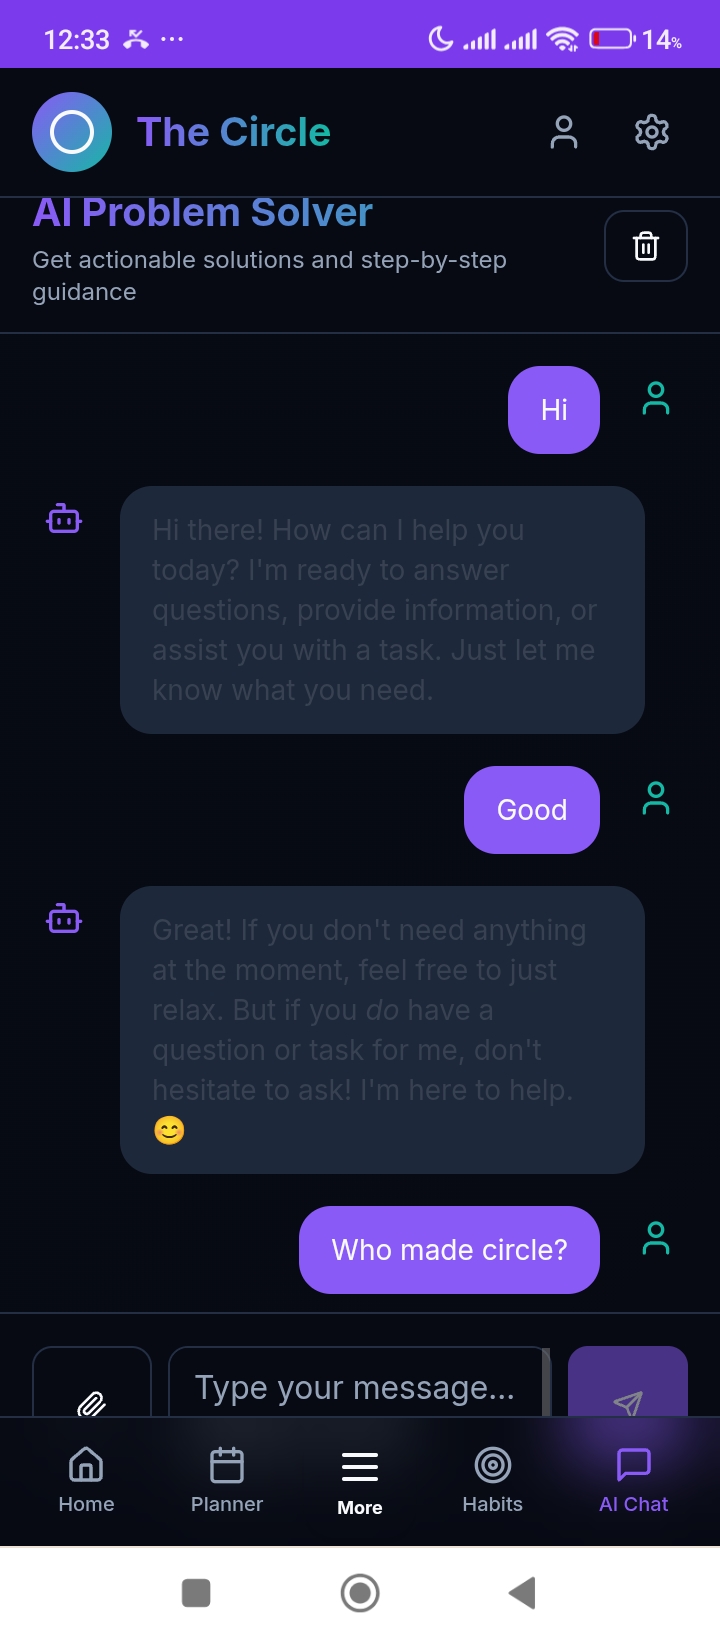 12:33
14%
The Circle
AI Problem Solver
Get actionable solutions and step-by-step
guidance
Hi
Hi there! How can I help you
today? I'm ready to answer
questions, provide information, or
assist you with a task. Just let me
know what you need.
Good
Great! If you don't need anything
at the moment, feel free to just
relax. But if you do have a
question or task for me, don't
hesitate to ask! I'm here to help.
😊
Who made circle?
Type your message...
Home
Planner
More
Habits
AI Chat